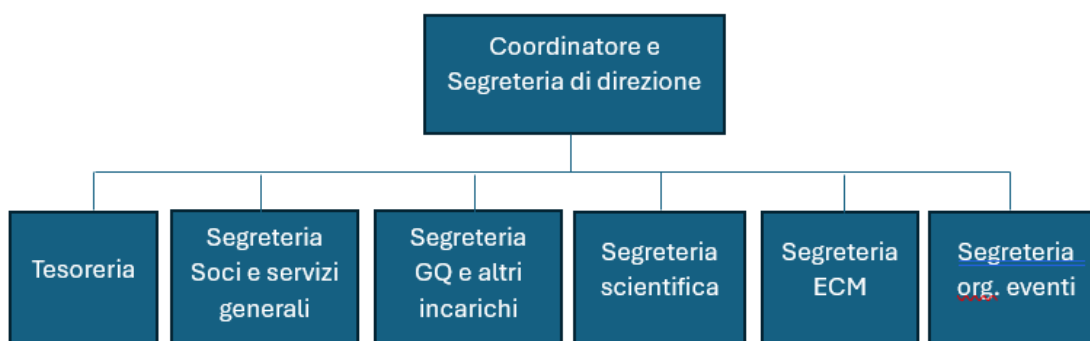 Coordinatore e
Segreteria di direzione
Tesoreria
Segreteria
Soci e servizi
generali
Segreteria
GQ e altri
incarichi
Segreteria
scientifica
Segreteria
ECM
Segreteria
org. eventi